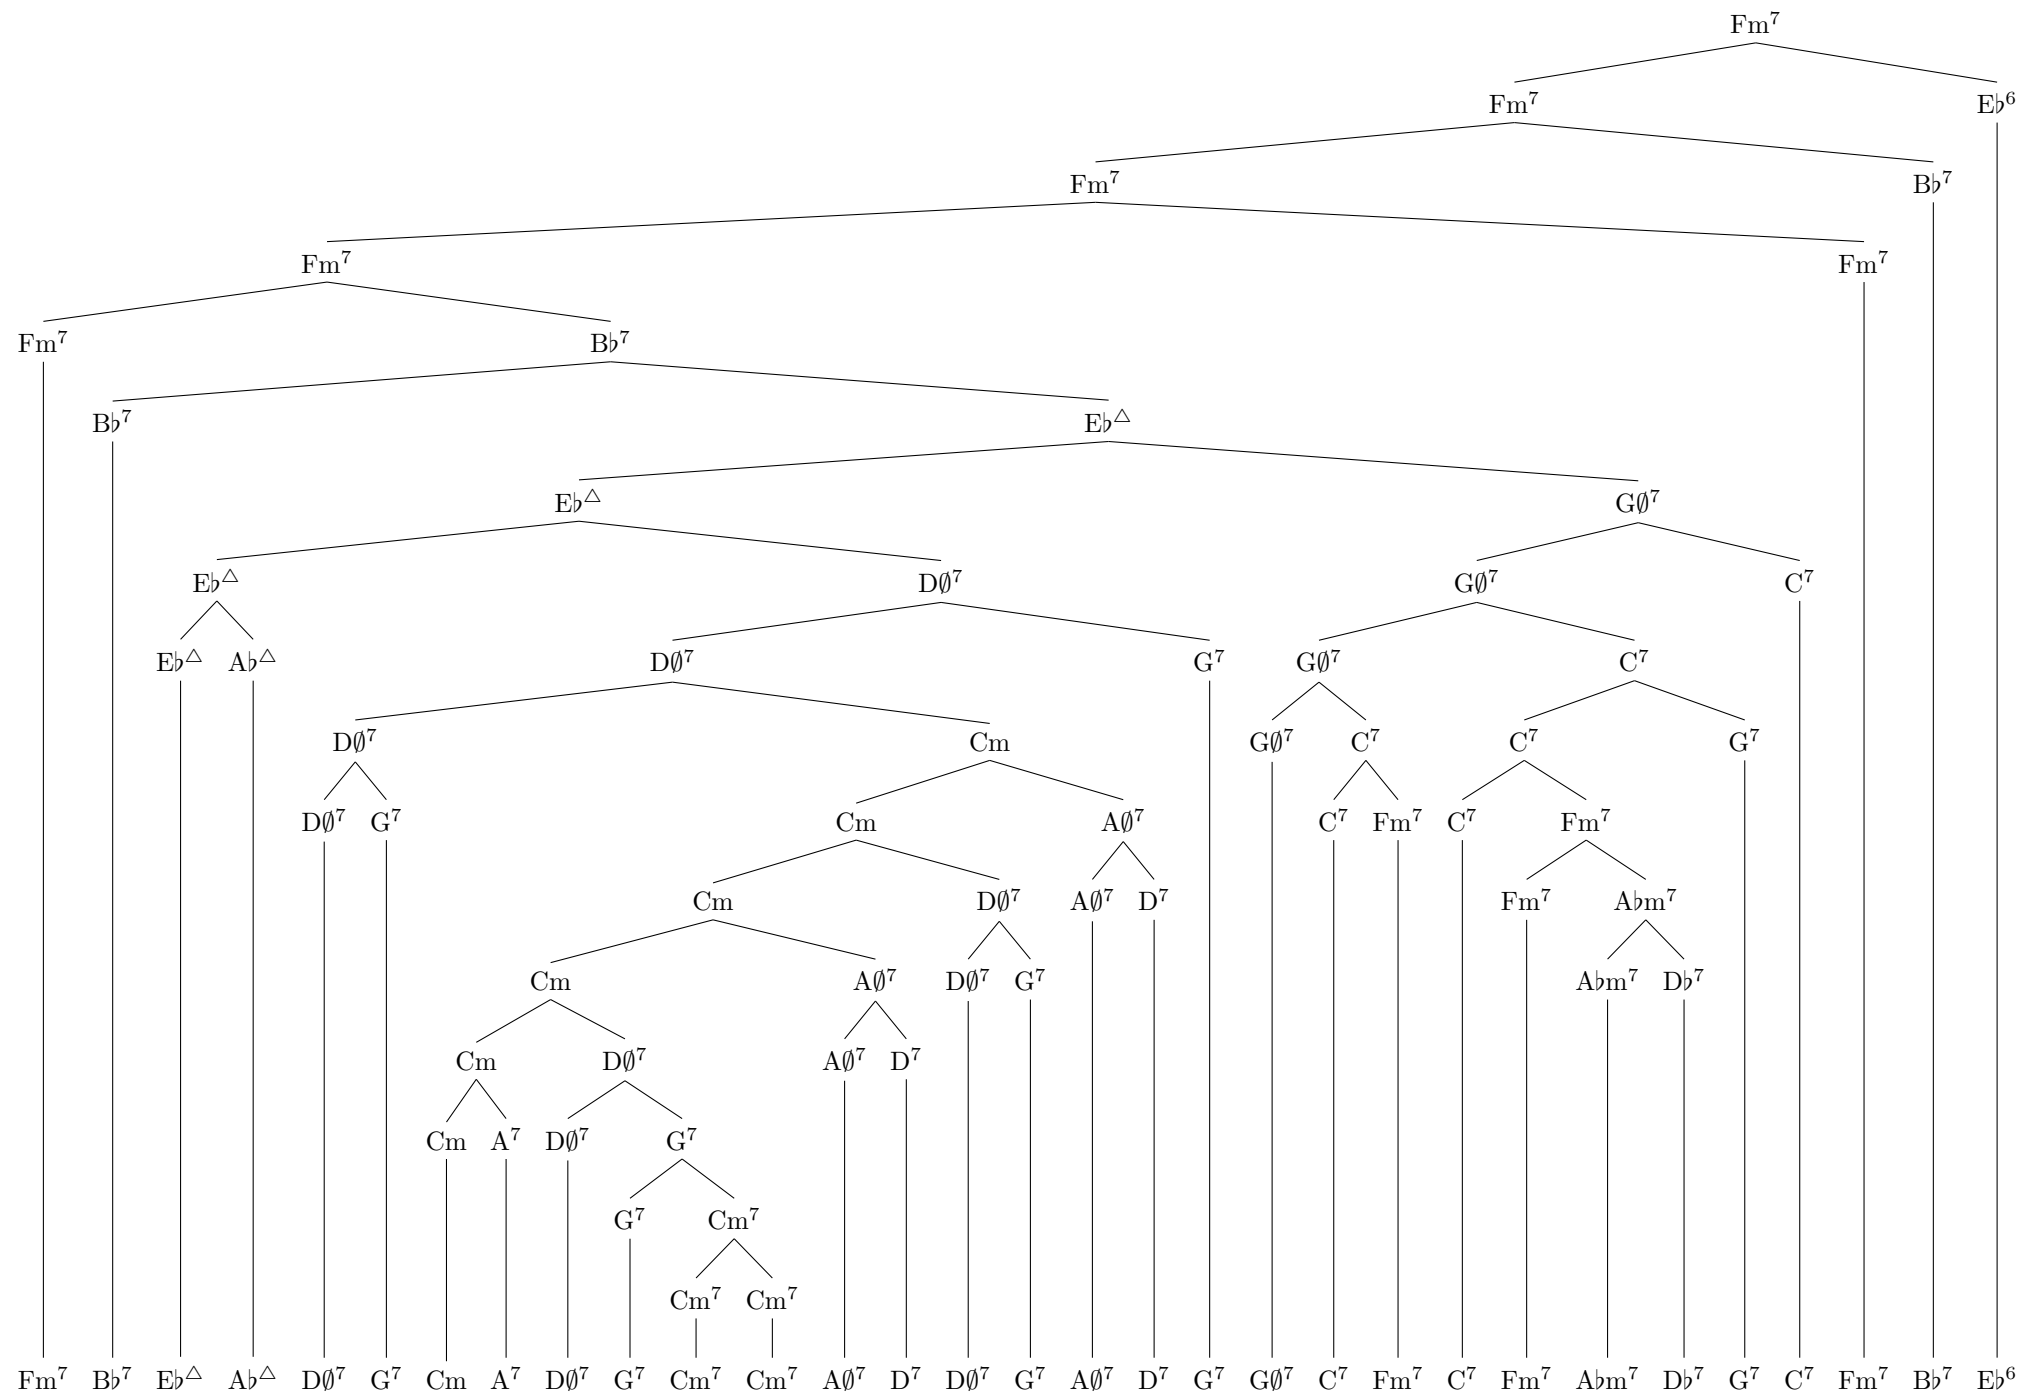 Fm⁷
Fm⁷ E♭⁶
Fm⁷ B♭⁷
Fm⁷ Fm⁷
Fm⁷ B♭⁷
B♭⁷ E♭△
E♭△ G∅⁷
E♭△ D∅⁷ G∅⁷ C⁷
E♭△ A♭△ D∅⁷ G⁷ G∅⁷ C⁷
D∅⁷ Cm G∅⁷ C⁷ C⁷ G⁷
D∅⁷ G⁷ Cm A∅⁷ C⁷ Fm⁷ C⁷ Fm⁷
Cm D∅⁷ A∅⁷ D⁷ Fm⁷ A♭m⁷
Cm A∅⁷ D∅⁷ G⁷ A♭m⁷ D♭⁷
Cm D∅⁷ A∅⁷ D⁷
Cm A⁷ D∅⁷ G⁷
G⁷ Cm⁷
Cm⁷ Cm⁷
Fm⁷ B♭⁷ E♭△ A♭△ D∅⁷ G⁷ Cm A⁷ D∅⁷ G⁷ Cm⁷ Cm⁷ A∅⁷ D⁷ D∅⁷ G⁷ A∅⁷ D⁷ G⁷ G∅⁷ C⁷ Fm⁷ C⁷ Fm⁷ A♭m⁷ D♭⁷ G⁷ C⁷ Fm⁷ B♭⁷ E♭⁶